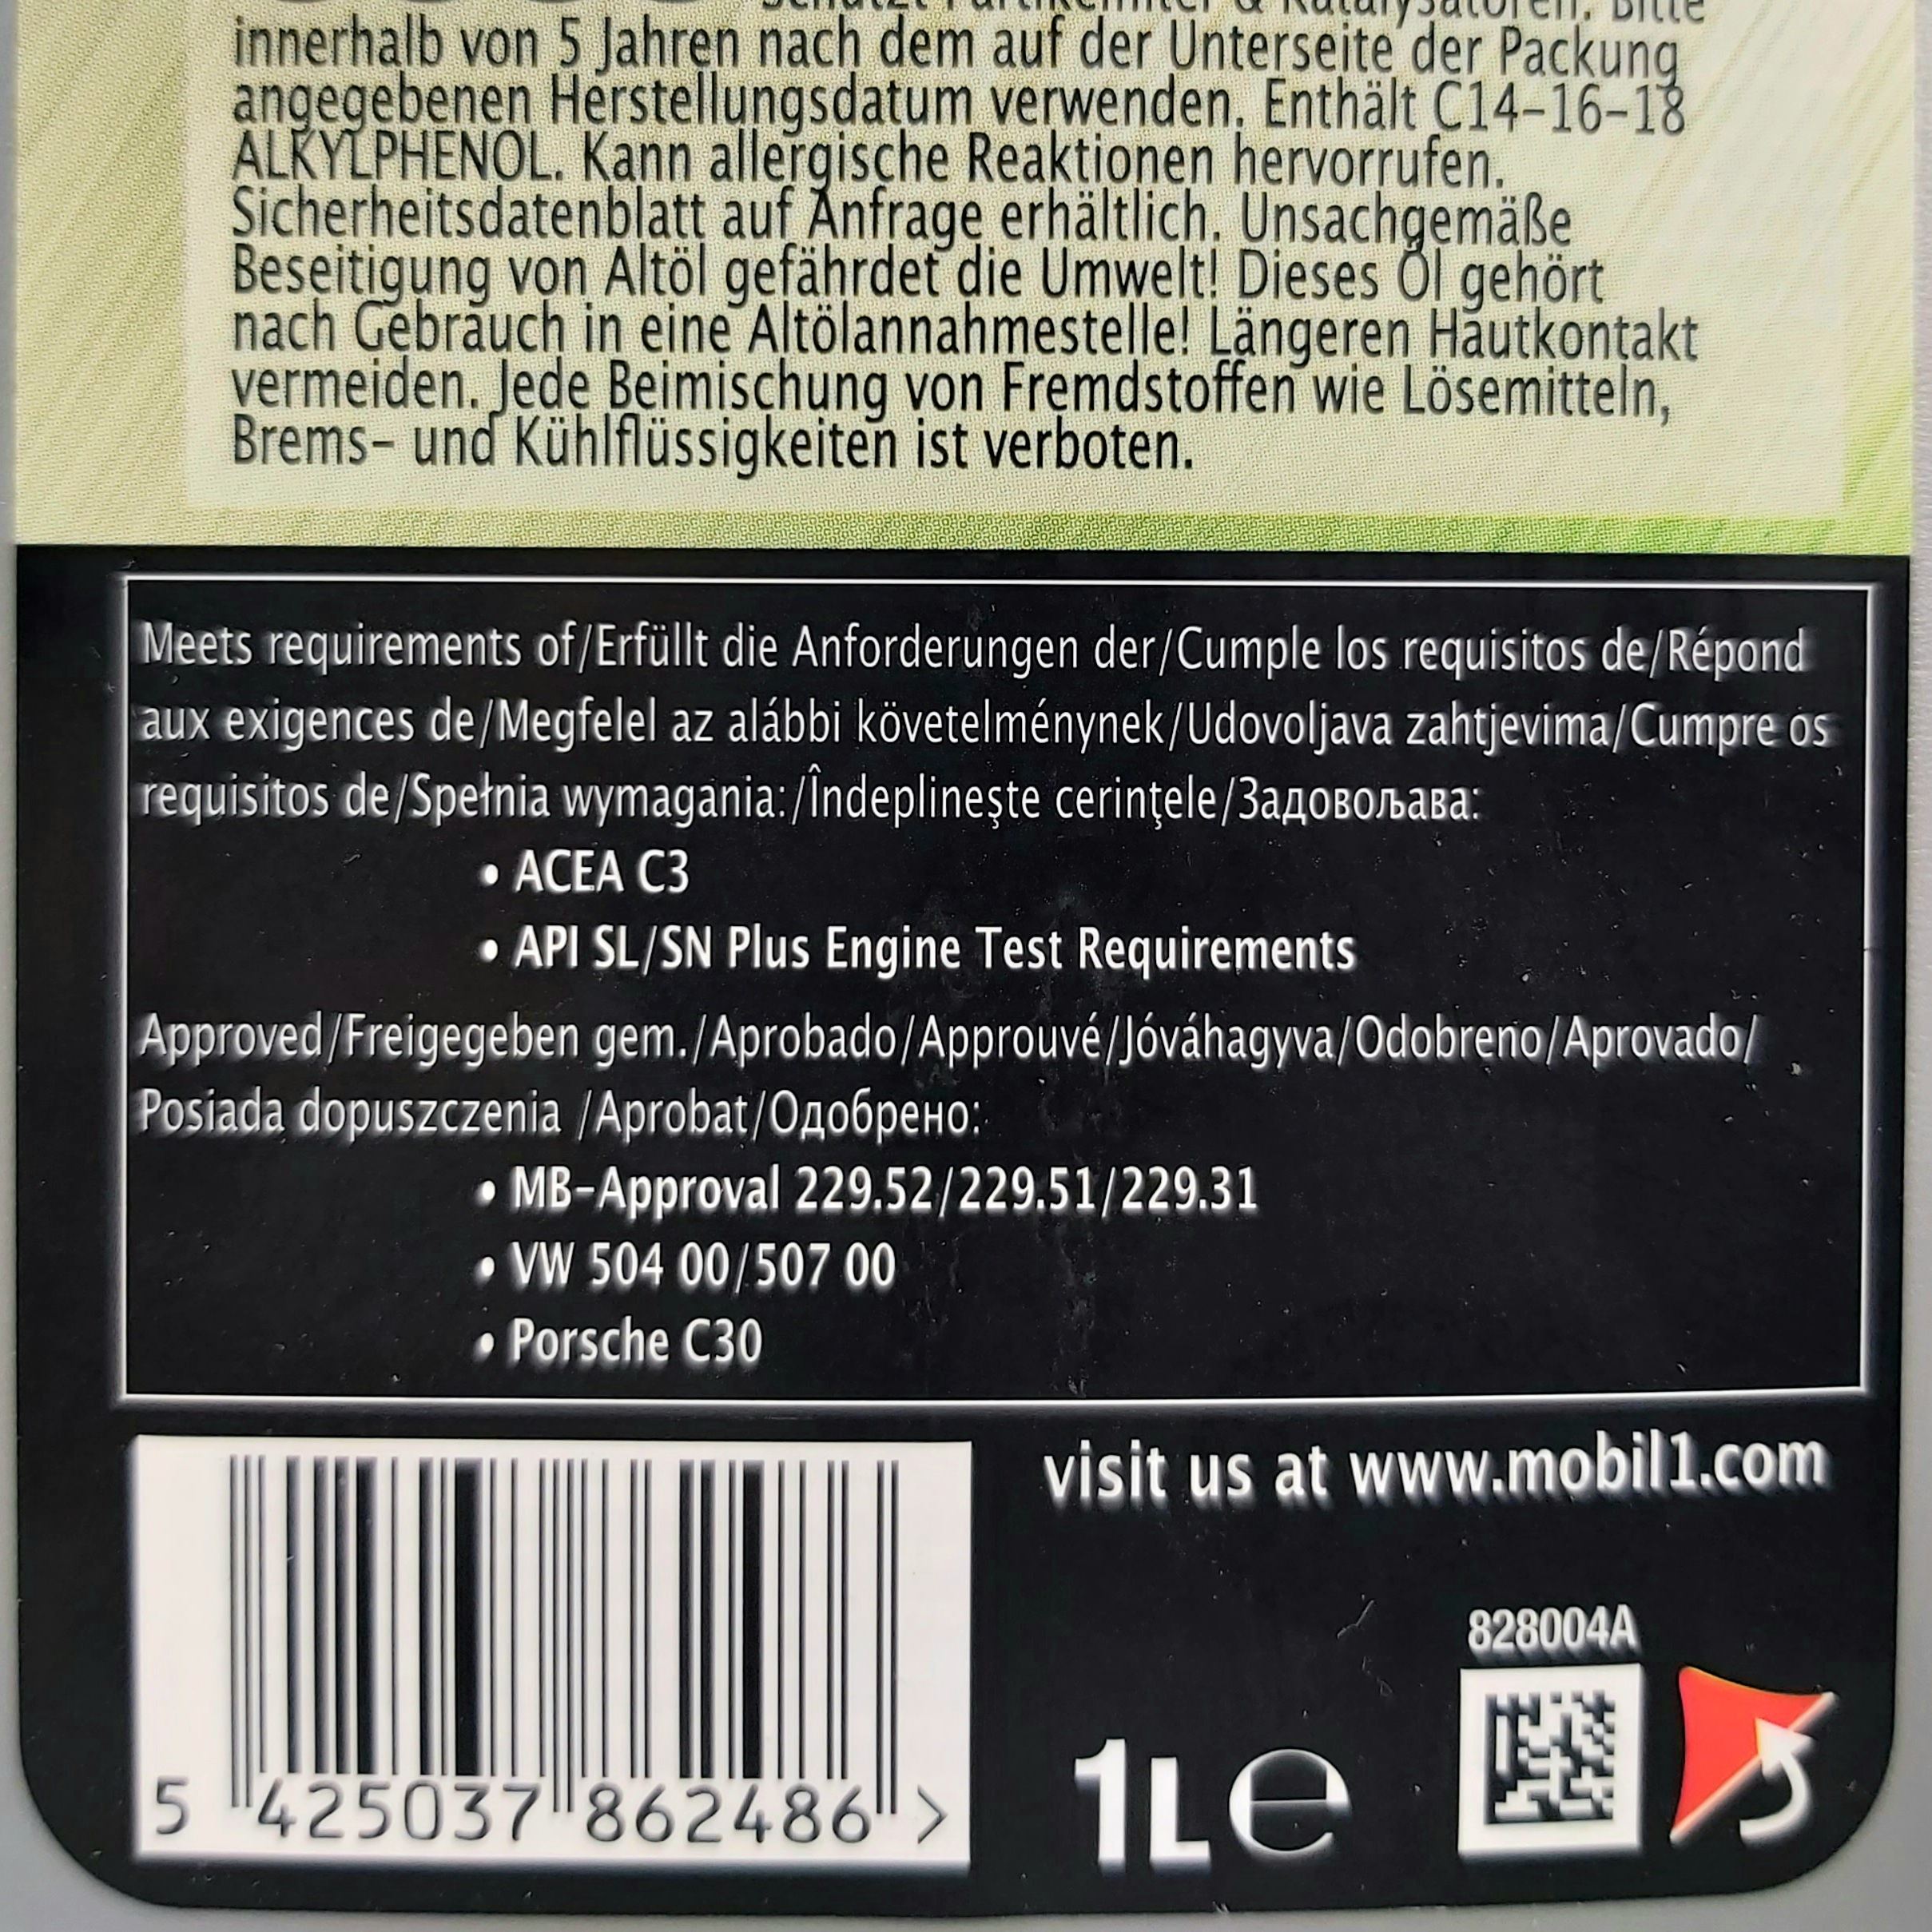 Schützt Partikelfilter & Katalysatoren. Bitte
innerhalb von 5 Jahren nach dem auf der Unterseite der Packung
angegebenen Herstellungsdatum verwenden. Enthält C14-16-18
ALKYLPHENOL. Kann allergische Reaktionen hervorrufen.
Sicherheitsdatenblatt auf Anfrage erhältlich. Unsachgemäße
Beseitigung von Altöl gefährdet die Umwelt! Dieses Öl gehört
nach Gebrauch in eine Altölannahmestelle! Längeren Hautkontakt
vermeiden. Jede Beimischung von Fremdstoffen wie Lösemitteln,
Brems- und Kühlflüssigkeiten ist verboten.
Meets requirements of/Erfüllt die Anforderungen der/Cumple los requisitos de/Répond
aux exigences de/Megfelel az alábbi követelménynek/Udovoljava zahtjevima/Cumpre os
requisitos de/Spełnia wymagania:/Îndeplineşte cerinţele/Задовољава:
• ACEA C3
• API SL/SN Plus Engine Test Requirements
Approved/Freigegeben gem./Aprobado/Approuvé/Jóváhagyva/Odobreno/Aprovado/
Posiada dopuszczenia /Aprobat/Одобрено:
• MB-Approval 229.52/229.51/229.31
• VW 504 00/507 00
• Porsche C30
visit us at www.mobil1.com
828004A
1L e
5 425037 862486 >